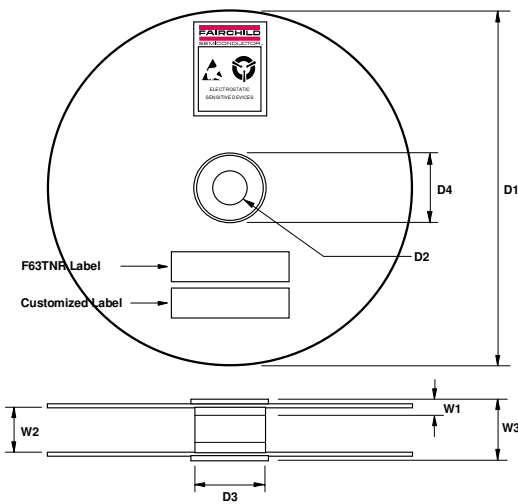 FAIRCHILD
SEMICONDUCTOR
ELECTROSTATIC
SENSITIVE DEVICES
D4
D1
D2
F63TNR Label
Customized Label
W1
W2
W3
D3